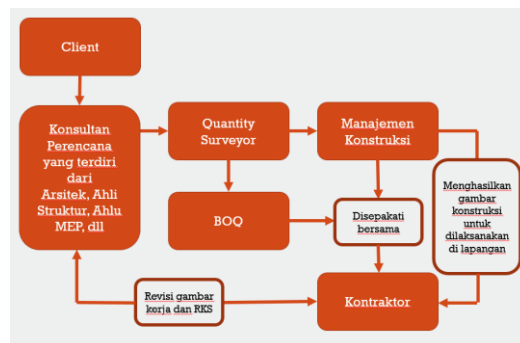 Client
Konsultan
Perencana
yang terdiri
dari
Arsitek, Ahli
Struktur, Ahlu
MEP, dll
Quantity
Surveyor
Manajemen
Konstruksi
BOQ
Disepakati
bersama
Menghasilkan
gambar
konstruksi
untuk
dilaksanakan
di lapangan
Revisi gambar
kerja dan RKS
Kontraktor